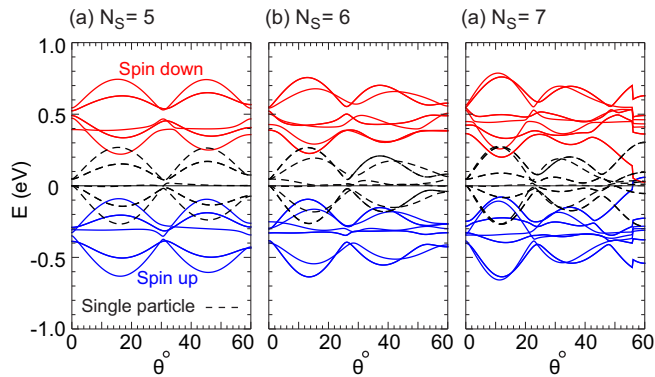 (a) N_S= 5 (b) N_S= 6 (a) N_S= 7
1.0
Spin down
0.5
E (eV)
0
-0.5
Spin up
Single particle
-1.0
0 20 40 60 0 20 40 60 0 20 40 60
θ° θ° θ°